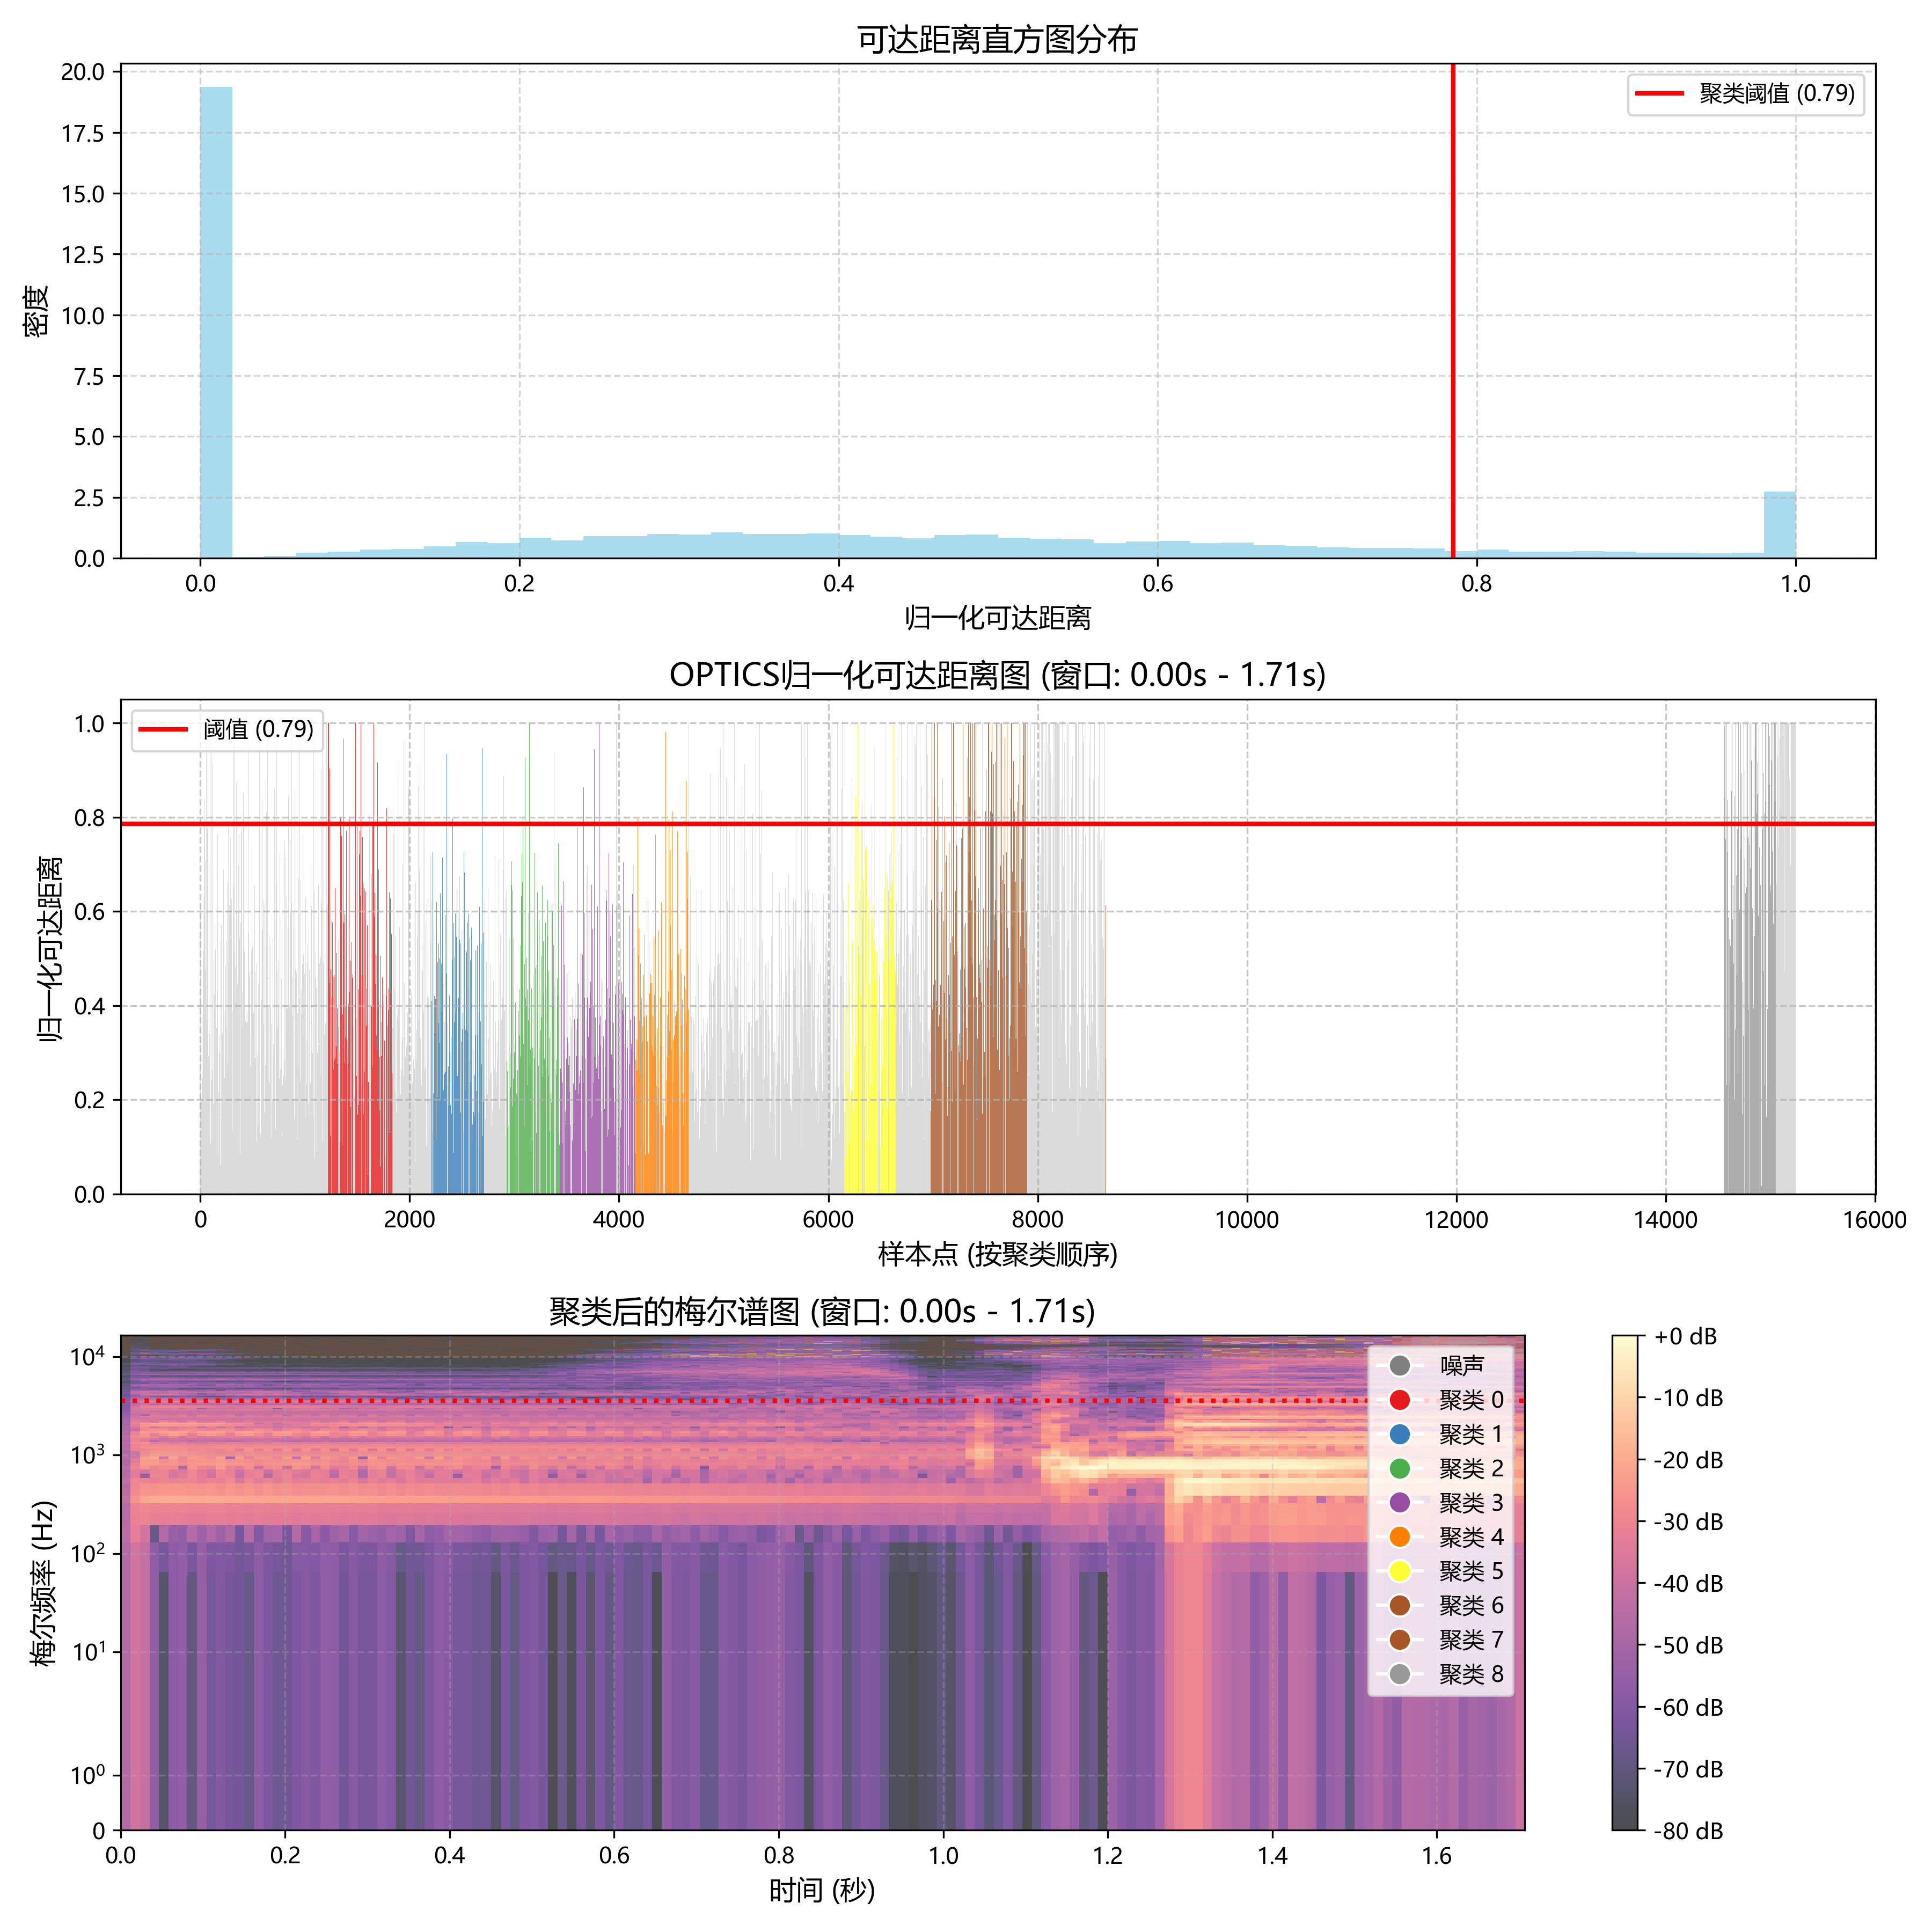 可达距离直方图分布
20.0
17.5
15.0
12.5
10.0
7.5
5.0
2.5
0.0
密度
聚类阈值 (0.79)
0.0 0.2 0.4 0.6 0.8 1.0
归一化可达距离
OPTICS归一化可达距离图 (窗口: 0.00s - 1.71s)
1.0
0.8
0.6
0.4
0.2
0.0
归一化可达距离
阈值 (0.79)
0 2000 4000 6000 8000 10000 12000 14000 16000
样本点 (按聚类顺序)
聚类后的梅尔谱图 (窗口: 0.00s - 1.71s)
10⁴
10³
10²
10¹
10⁰
0
梅尔频率 (Hz)
噪声
聚类 0
聚类 1
聚类 2
聚类 3
聚类 4
聚类 5
聚类 6
聚类 7
聚类 8
0.0 0.2 0.4 0.6 0.8 1.0 1.2 1.4 1.6
时间 (秒)
+0 dB
-10 dB
-20 dB
-30 dB
-40 dB
-50 dB
-60 dB
-70 dB
-80 dB